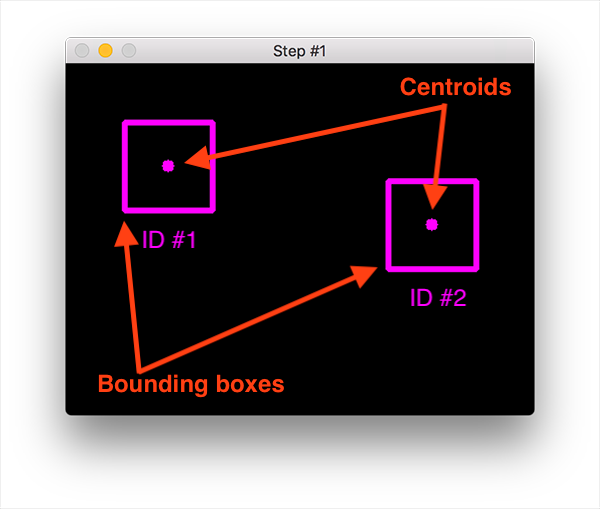 Step #1
Centroids
ID #1
ID #2
Bounding boxes